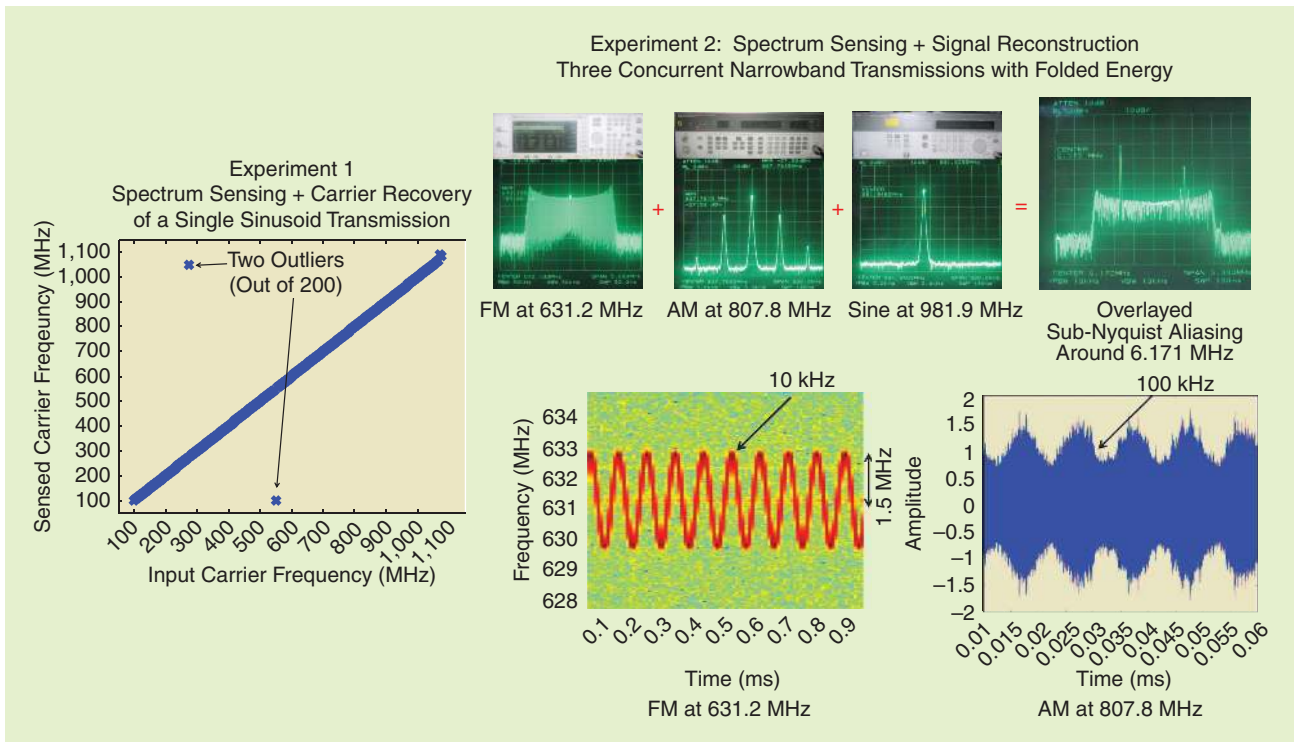 Experiment 2: Spectrum Sensing + Signal Reconstruction
Three Concurrent Narrowband Transmissions with Folded Energy
Experiment 1
Spectrum Sensing + Carrier Recovery
of a Single Sinusoid Transmission
Sensed Carrier Freqeuncy (MHz)
1,100
1,000
900
800
700
600
500
400
300
200
100
Two Outliers
(Out of 200)
100
200
300
400
500
600
700
800
900
1,000
1,100
Input Carrier Frequency (MHz)
+
+
=
FM at 631.2 MHz
AM at 807.8 MHz
Sine at 981.9 MHz
Overlayed
Sub-Nyquist Aliasing
Around 6.171 MHz
10 kHz
Frequency (MHz)
634
633
632
631
630
629
628
1.5 MHz
0.1
0.2
0.3
0.4
0.5
0.6
0.7
0.8
0.9
Time (ms)
FM at 631.2 MHz
100 kHz
Amplitude
2
1.5
1
0.5
0
−0.5
−1
−1.5
−2
0.01
0.015
0.02
0.025
0.03
0.035
0.04
0.045
0.05
0.055
0.06
Time (ms)
AM at 807.8 MHz